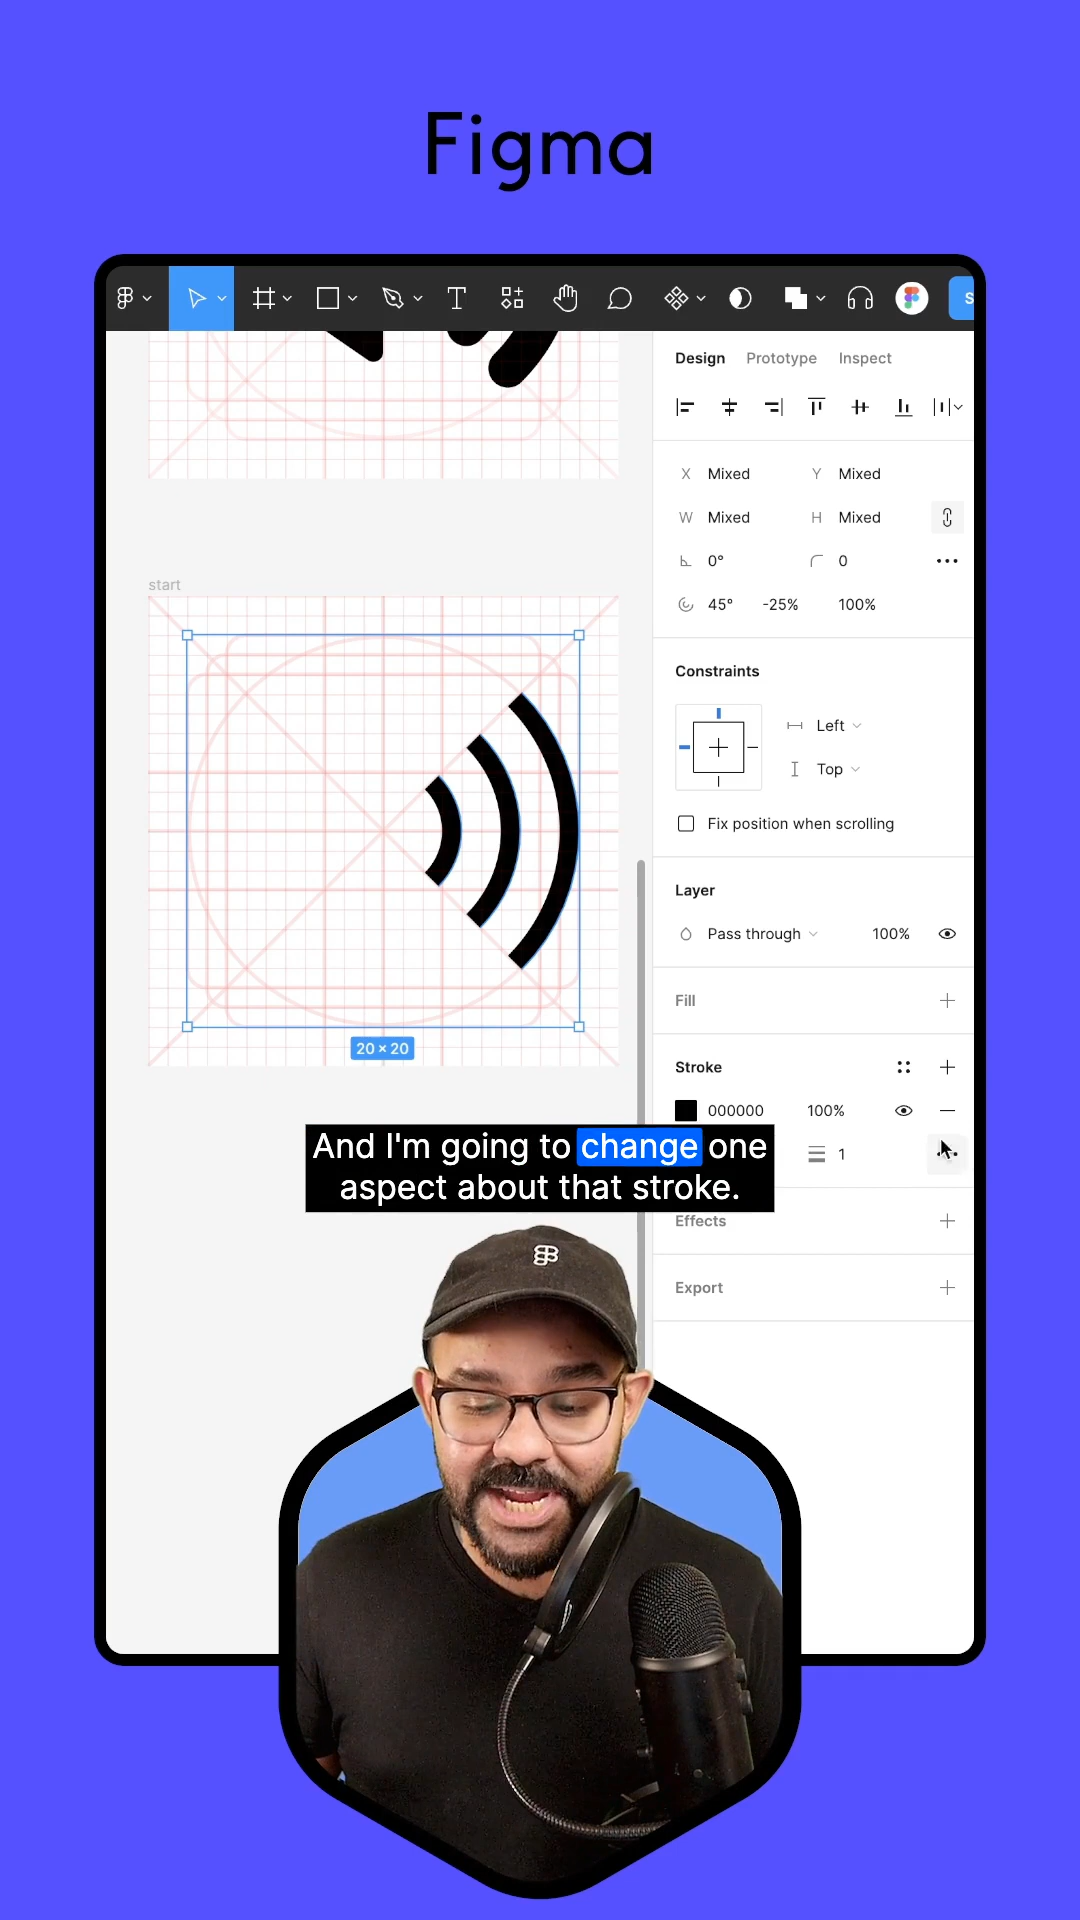 Figma
S
Design Prototype Inspect
X Mixed Y Mixed
W Mixed H Mixed
0° 0
45° -25% 100%
start
Constraints
Left
Top
Fix position when scrolling
Layer
Pass through 100%
Fill
20 × 20
Stroke
000000 100%
1
And I'm going to change one
aspect about that stroke.
Effects
Export